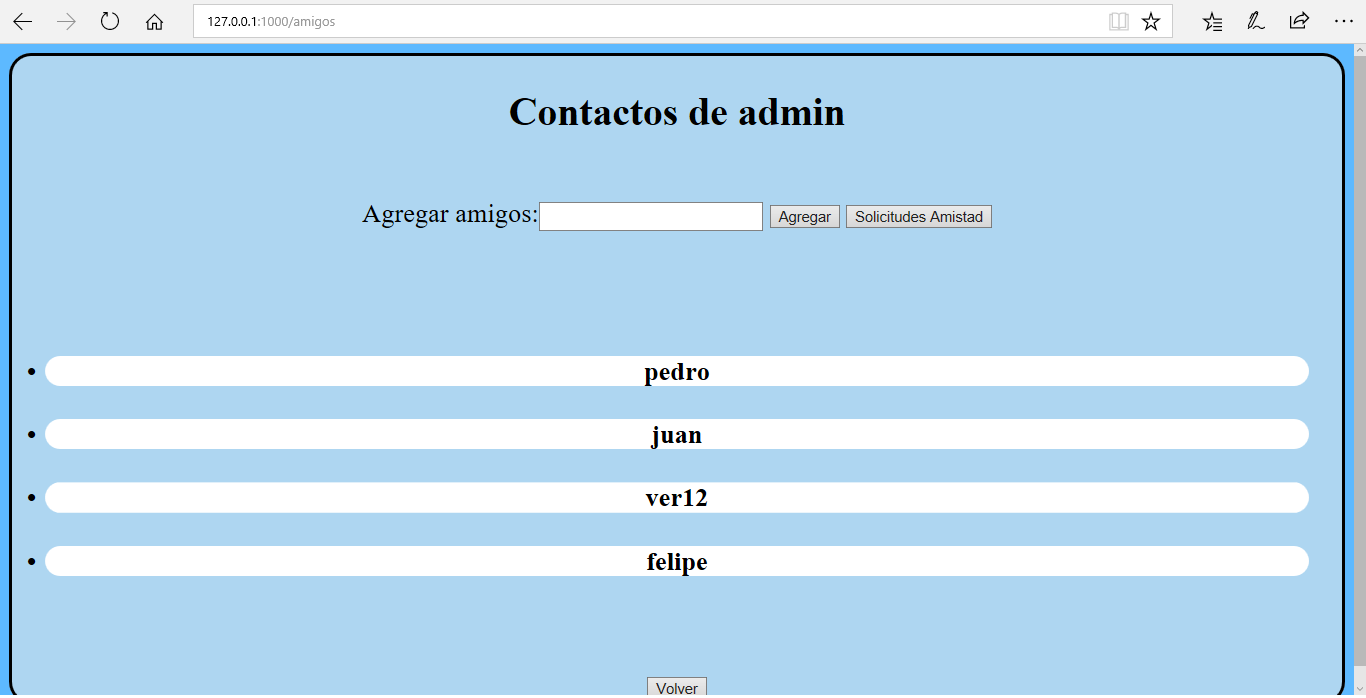 127.0.0.1:1000/amigos
Contactos de admin
Agregar amigos: Agregar Solicitudes Amistad
• pedro
• juan
• ver12
• felipe
Volver